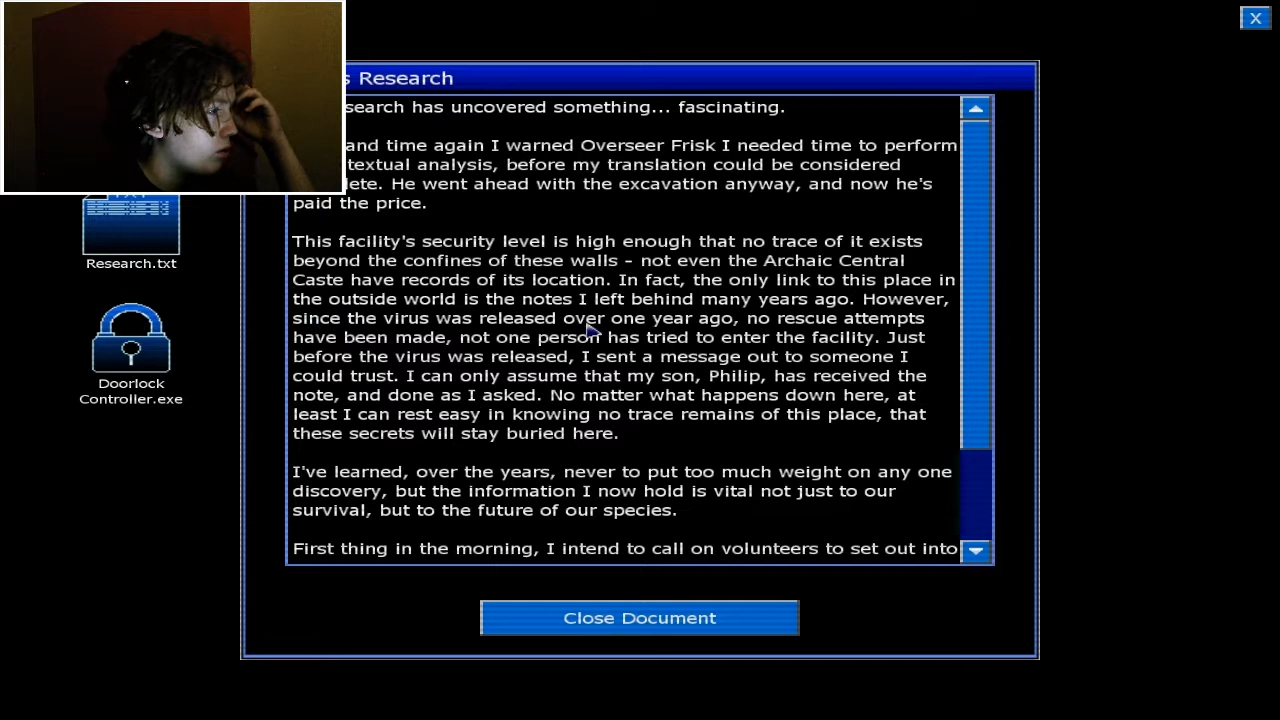 X
s Research
search has uncovered something... fascinating.
and time again I warned Overseer Frisk I needed time to perform
textual analysis, before my translation could be considered
lete. He went ahead with the excavation anyway, and now he's
paid the price.
This facility's security level is high enough that no trace of it exists
beyond the confines of these walls - not even the Archaic Central
Caste have records of its location. In fact, the only link to this place in
the outside world is the notes I left behind many years ago. However,
since the virus was released over one year ago, no rescue attempts
have been made, not one person has tried to enter the facility. Just
before the virus was released, I sent a message out to someone I
could trust. I can only assume that my son, Philip, has received the
note, and done as I asked. No matter what happens down here, at
least I can rest easy in knowing no trace remains of this place, that
these secrets will stay buried here.
I've learned, over the years, never to put too much weight on any one
discovery, but the information I now hold is vital not just to our
survival, but to the future of our species.
First thing in the morning, I intend to call on volunteers to set out into
Close Document
Research.txt
Doorlock
Controller.exe